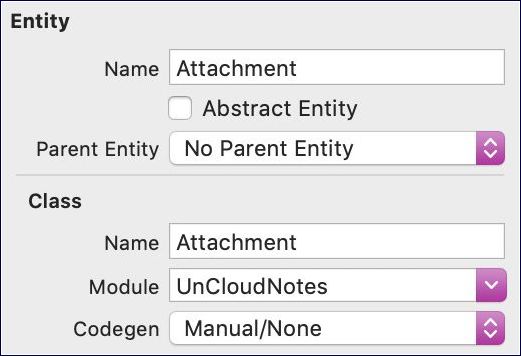 Entity
Name Attachment
Abstract Entity
Parent Entity No Parent Entity
Class
Name Attachment
Module UnCloudNotes
Codegen Manual/None